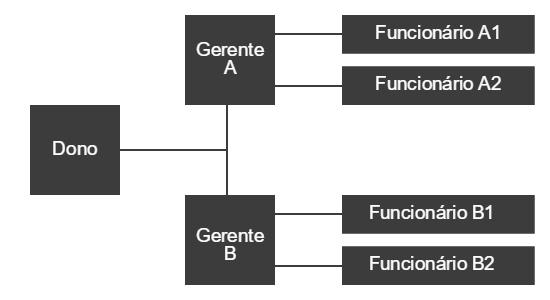 Dono
Gerente
A
Funcionário A1
Funcionário A2
Gerente
B
Funcionário B1
Funcionário B2